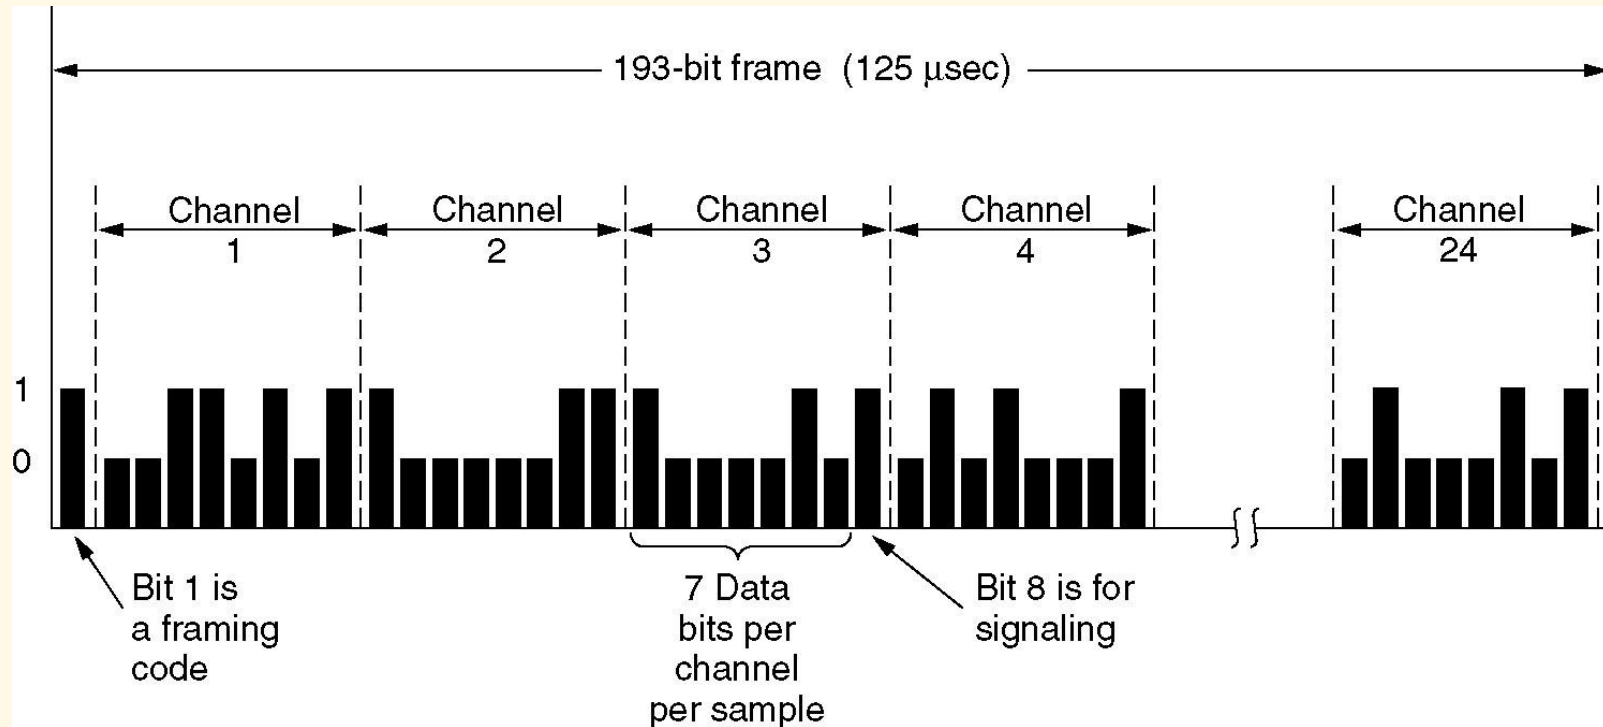 193-bit frame (125 μsec)
Channel
1
Channel
2
Channel
3
Channel
4
Channel
24
1
0
Bit 1 is
a framing
code
7 Data
bits per
channel
per sample
Bit 8 is for
signaling